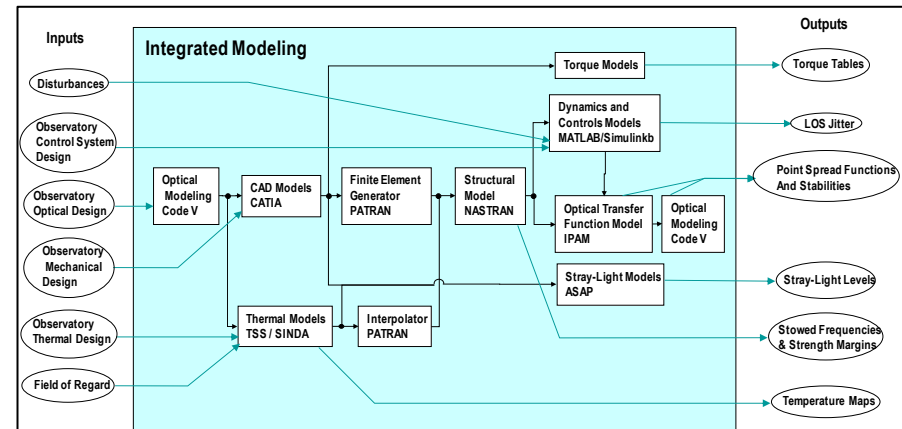 Inputs
Outputs
Integrated Modeling
Disturbances
Observatory
Control System
Design
Observatory
Optical Design
Observatory
Mechanical
Design
Observatory
Thermal Design
Field of Regard
Optical
Modeling
Code V
CAD Models
CATIA
Finite Element
Generator
PATRAN
Structural
Model
NASTRAN
Torque Models
Dynamics and
Controls Models
MATLAB/Simulinkb
Optical Transfer
Function Model
IPAM
Optical
Modeling
Code V
Stray-Light Models
ASAP
Thermal Models
TSS / SINDA
Interpolator
PATRAN
Torque Tables
LOS Jitter
Point Spread Functions
And Stabilities
Stray-Light Levels
Stowed Frequencies
& Strength Margins
Temperature Maps